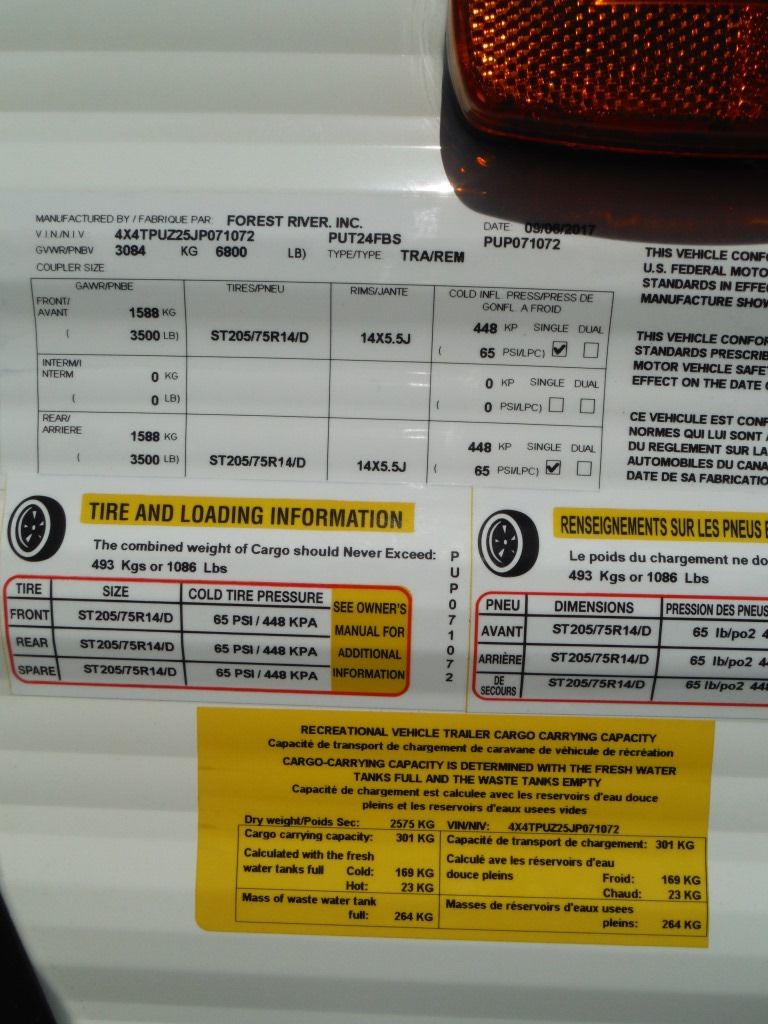 MANUFACTURED BY / FABRIQUE PAR: FOREST RIVER. INC. DATE: 09/06/2017
V.I.N/N.I.V 4X4TPUZ25JP071072 PUT24FBS PUP071072
GVWR/PNBV 3084 KG 6800 LB) TYPE/TYPE TRA/REM
COUPLER SIZE
GAWR/PNBE TIRES/PNEU RIMS/JANTE COLD INFL. PRESS/PRESS DE
GONFL. A FROID
FRONT/
AVANT 1588 KG 448 KP SINGLE DUAL
( 3500 LB) ST205/75R14/D 14X5.5J ( 65 PSI/LPC)
INTERM/I
NTERM 0 KG 0 KP SINGLE DUAL
( 0 LB) ( 0 PSI/LPC)
REAR/
ARRIERE 1588 KG 448 KP SINGLE DUAL
( 3500 LB) ST205/75R14/D 14X5.5J ( 65 PSI/LPC)
THIS VEHICLE CONF
U.S. FEDERAL MOTO
STANDARDS IN EFFE
MANUFACTURE SHOW
THIS VEHICLE CONFOR
STANDARDS PRESCRIB
MOTOR VEHICLE SAFET
EFFECT ON THE DATE O
CE VEHICULE EST CONF
NORMES QUI LUI SONT A
DU REGLEMENT SUR LA
AUTOMOBILES DU CANA
DATE DE SA FABRICATIO
TIRE AND LOADING INFORMATION
The combined weight of Cargo should Never Exceed:
493 Kgs or 1086 Lbs
TIRE SIZE COLD TIRE PRESSURE
FRONT ST205/75R14/D 65 PSI / 448 KPA
REAR ST205/75R14/D 65 PSI / 448 KPA
SPARE ST205/75R14/D 65 PSI / 448 KPA
SEE OWNER'S
MANUAL FOR
ADDITIONAL
INFORMATION
PUP071072
RENSEIGNEMENTS SUR LES PNEUS E
Le poids du chargement ne do
493 Kgs or 1086 Lbs
PNEU DIMENSIONS PRESSION DES PNEUS
AVANT ST205/75R14/D 65 lb/po2 4
ARRIÈRE ST205/75R14/D 65 lb/po2 44
DE
SECOURS ST205/75R14/D 65 lb/po2 44
RECREATIONAL VEHICLE TRAILER CARGO CARRYING CAPACITY
Capacité de transport de chargement de caravane de véhicule de récréation
CARGO-CARRYING CAPACITY IS DETERMINED WITH THE FRESH WATER
TANKS FULL AND THE WASTE TANKS EMPTY
Capacité de chargement est calculee avec les reservoirs d'eau douce
pleins et les reservoirs d'eaux usees vides
Dry weight/Poids Sec: 2575 KG VIN/NIV: 4X4TPUZ25JP071072
Cargo carrying capacity: 301 KG Capacité de transport de chargement: 301 KG
Calculated with the fresh
water tanks full Cold: 169 KG
Hot: 23 KG
Calculé ave les réservoirs d'eau
douce pleins Froid: 169 KG
Chaud: 23 KG
Mass of waste water tank
full: 264 KG
Masses de réservoirs d'eaux usees
pleins: 264 KG